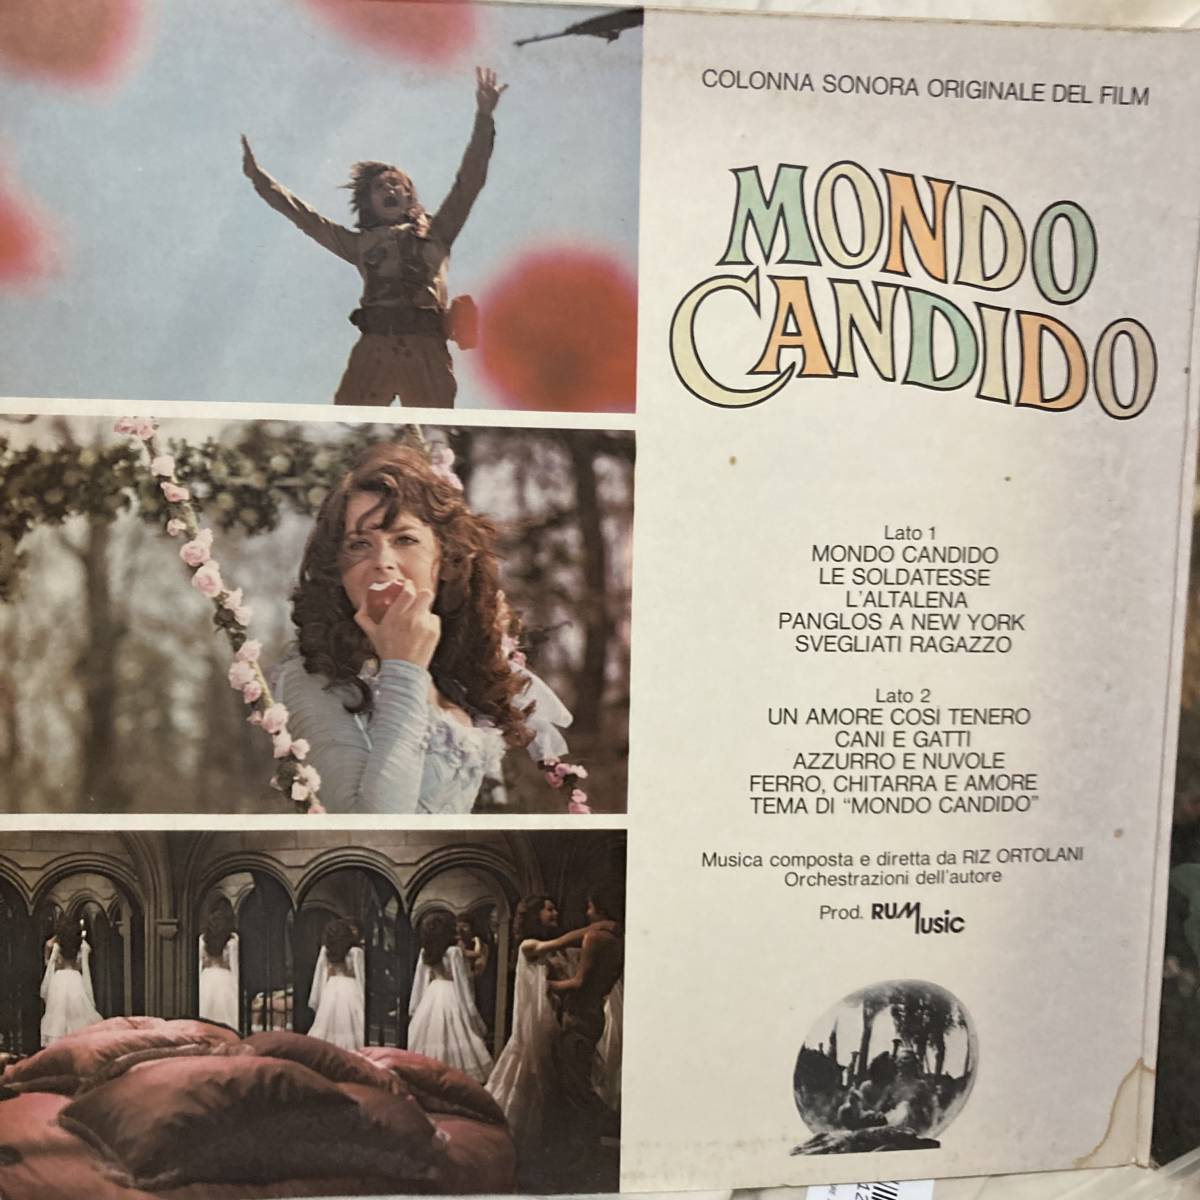 COLONNA SONORA ORIGINALE DEL FILM
MONDO
CANDIDO
Lato 1
MONDO CANDIDO
LE SOLDATESSE
L'ALTALENA
PANGLOS A NEW YORK
SVEGLIATI RAGAZZO
Lato 2
UN AMORE COSÌ TENERO
CANI E GATTI
AZZURRO E NUVOLE
FERRO, CHITARRA E AMORE
TEMA DI “MONDO CANDIDO”
Musica composta e diretta da RIZ ORTOLANI
Orchestrazioni dell'autore
Prod. RUMusic